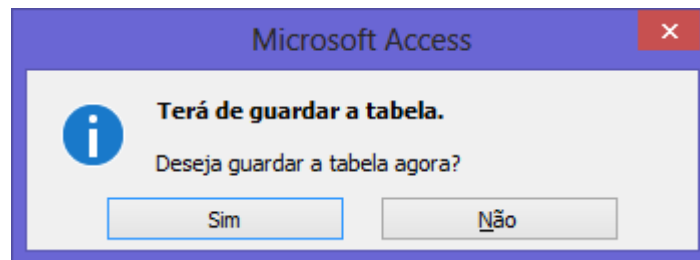 Microsoft Access
Terá de guardar a tabela.
Deseja guardar a tabela agora?
Sim
Não